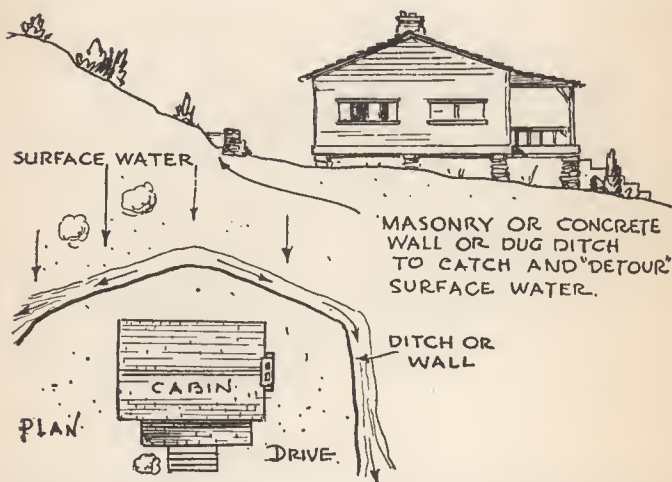 SURFACE WATER
MASONRY OR CONCRETE
WALL OR DUG DITCH
TO CATCH AND "DETOUR"
SURFACE WATER.
DITCH OR
WALL
CABIN
PLAN
DRIVE